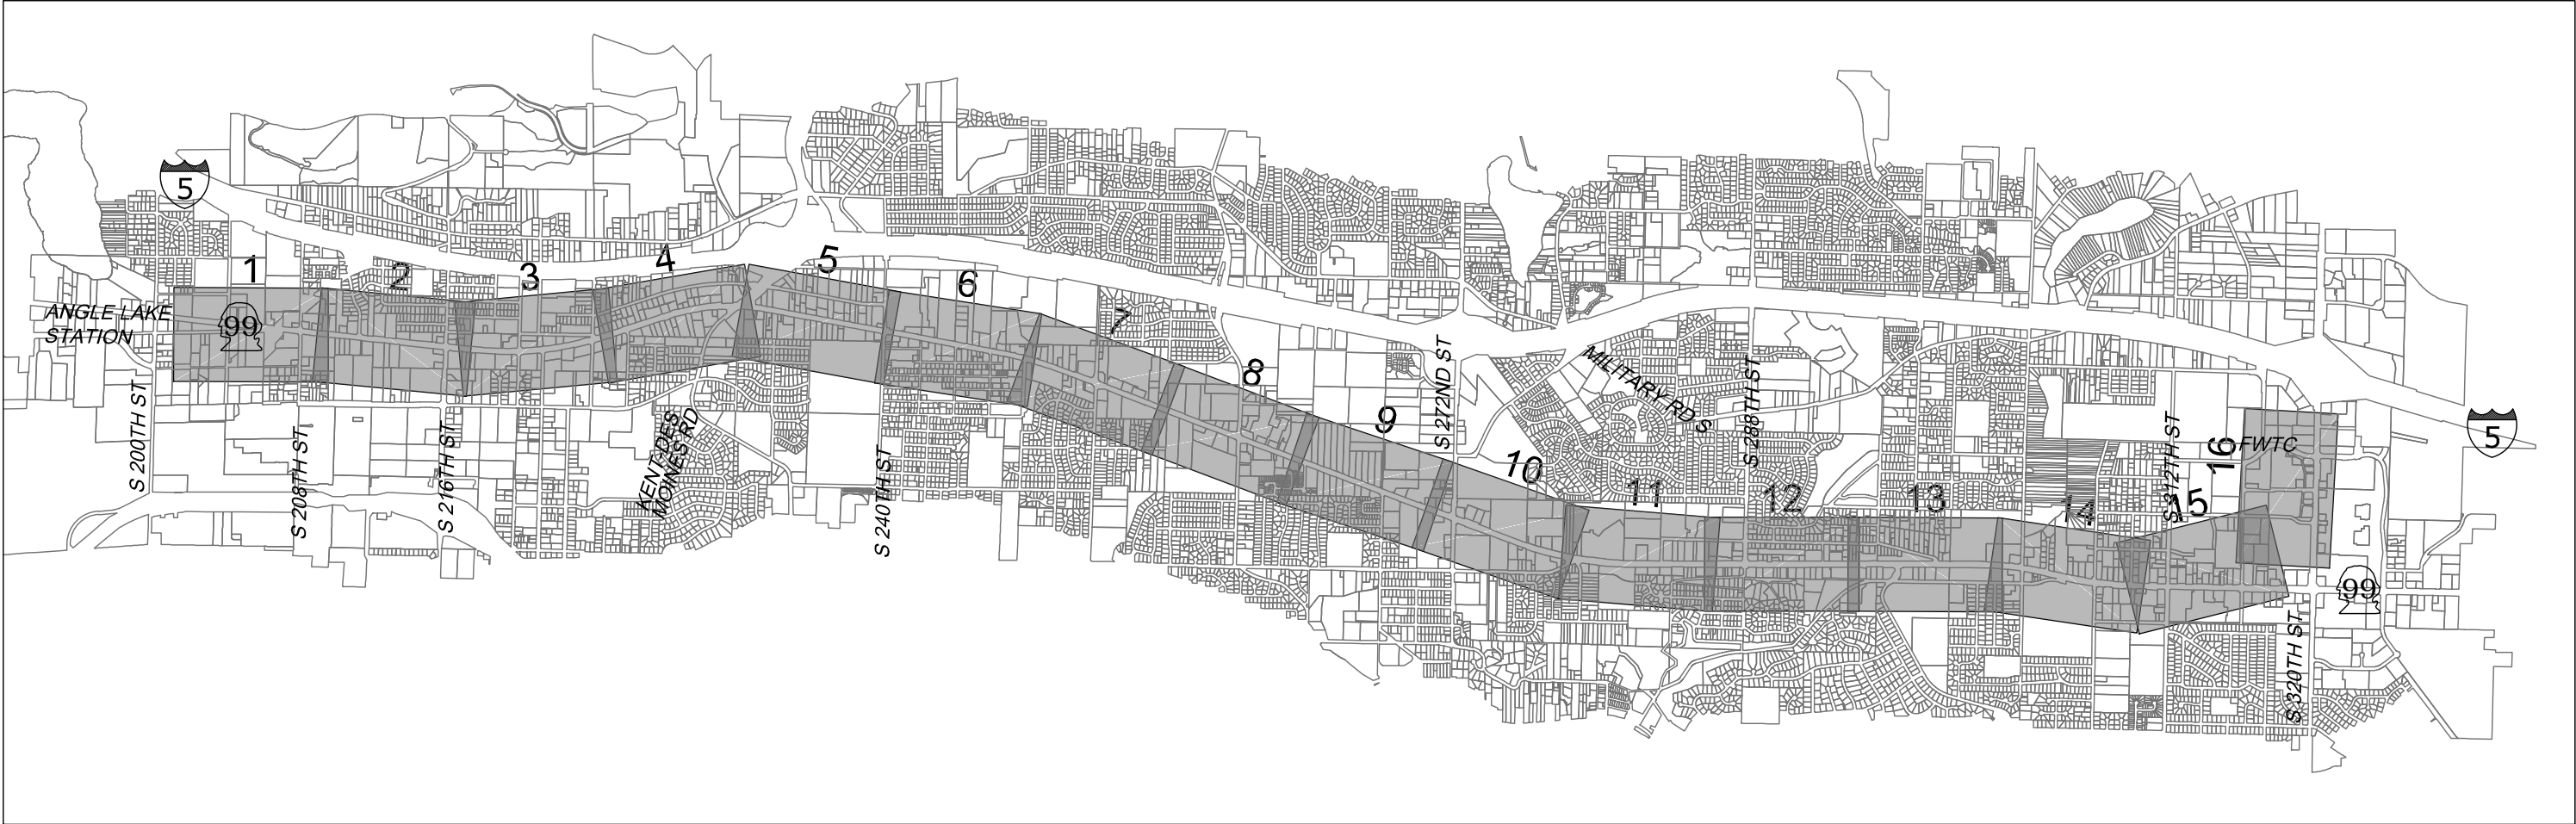 5
1
2
3
4
5
6
7
8
9
10
11
12
13
14
15
16
ANGLE LAKE
STATION
99
S 200TH ST
S 208TH ST
S 216TH ST
KENT-DES
MOINES RD
S 240TH ST
S 272ND ST
MILITARY RD S
S 288TH ST
S 312TH ST
FWTC
5
99
S 320TH ST